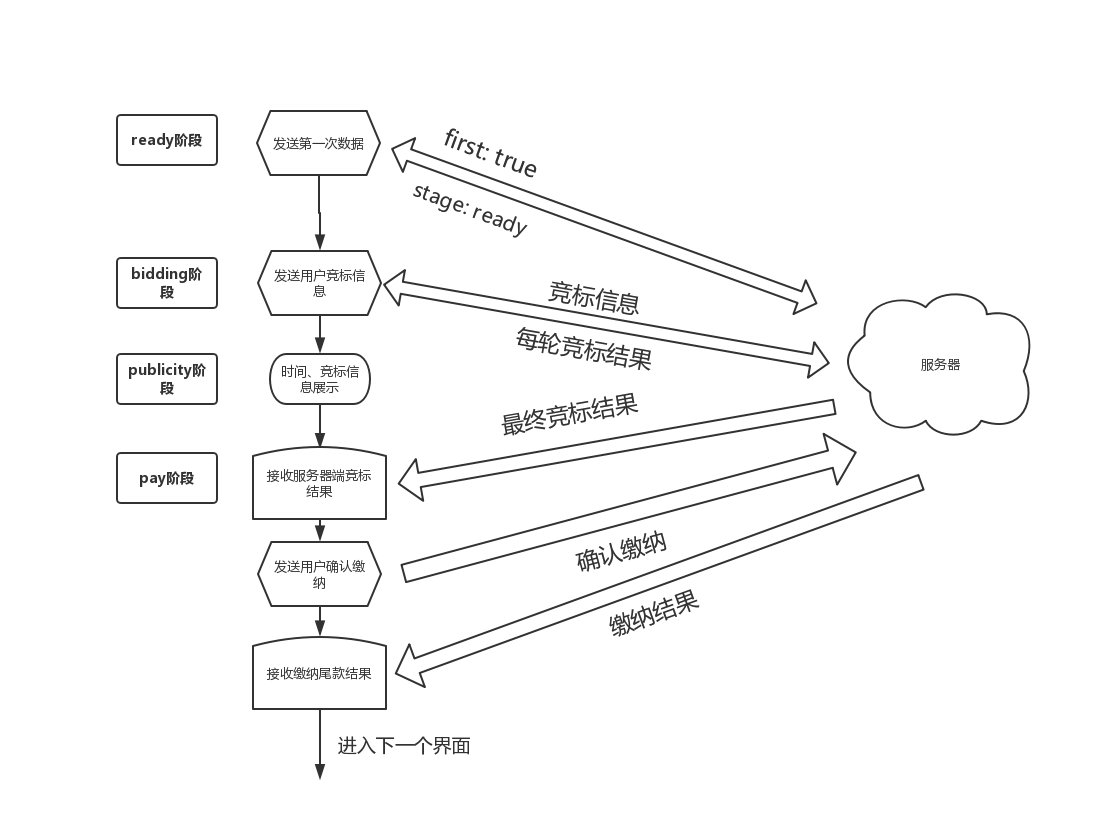 ready阶段
发送第一次数据
first: true
stage: ready
bidding阶
段
发送用户竞标信
息
竞标信息
每轮竞标结果
服务器
publicity阶
段
时间、竞标信
息展示
最终竞标结果
pay阶段
接收服务器端竞标
结果
发送用户确认缴
纳
确认缴纳
缴纳结果
接收缴纳尾款结果
进入下一个界面